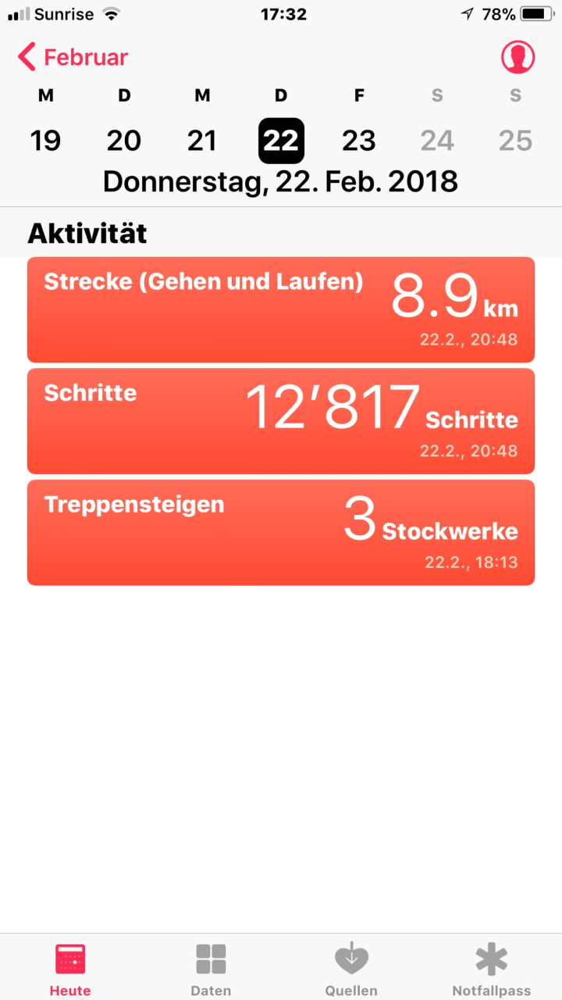 Sunrise 17:32 78%
Februar
M D M D F S S
19 20 21 22 23 24 25
Donnerstag, 22. Feb. 2018
Aktivität
Strecke (Gehen und Laufen) 8.9 km
22.2., 20:48
Schritte 12’817 Schritte
22.2., 20:48
Treppensteigen 3 Stockwerke
22.2., 18:13
Heute Daten Quellen Notfallpass